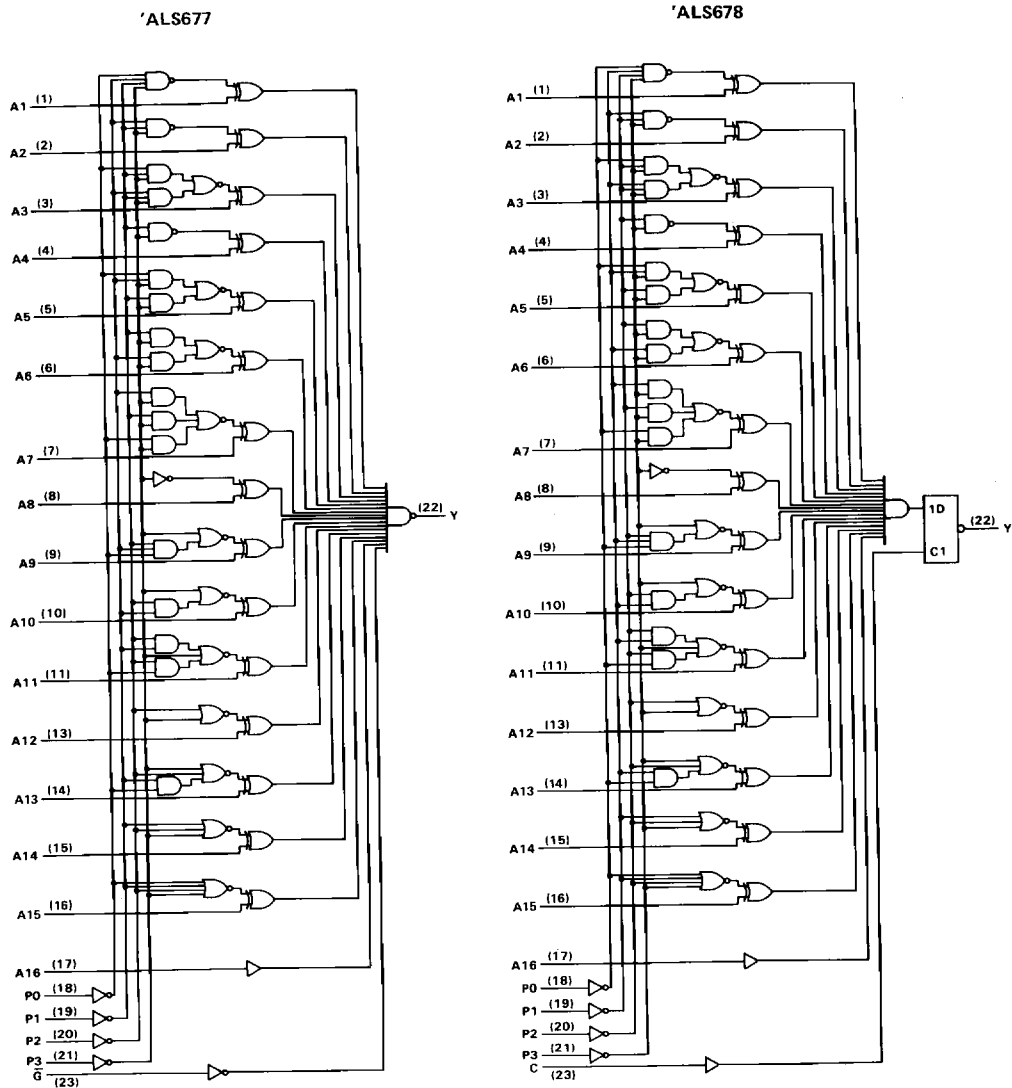 'ALS677
A1 (1)
A2 (2)
A3 (3)
A4 (4)
A5 (5)
A6 (6)
A7 (7)
A8 (8)
A9 (9)
A10 (10)
A11 (11)
A12 (13)
A13 (14)
A14 (15)
A15 (16)
A16 (17)
P0 (18)
P1 (19)
P2 (20)
P3 (21)
G (23)
(22) Y
'ALS678
A1 (1)
A2 (2)
A3 (3)
A4 (4)
A5 (5)
A6 (6)
A7 (7)
A8 (8)
A9 (9)
A10 (10)
A11 (11)
A12 (13)
A13 (14)
A14 (15)
A15 (16)
A16 (17)
P0 (18)
P1 (19)
P2 (20)
P3 (21)
C (23)
1D
C1
(22) Y